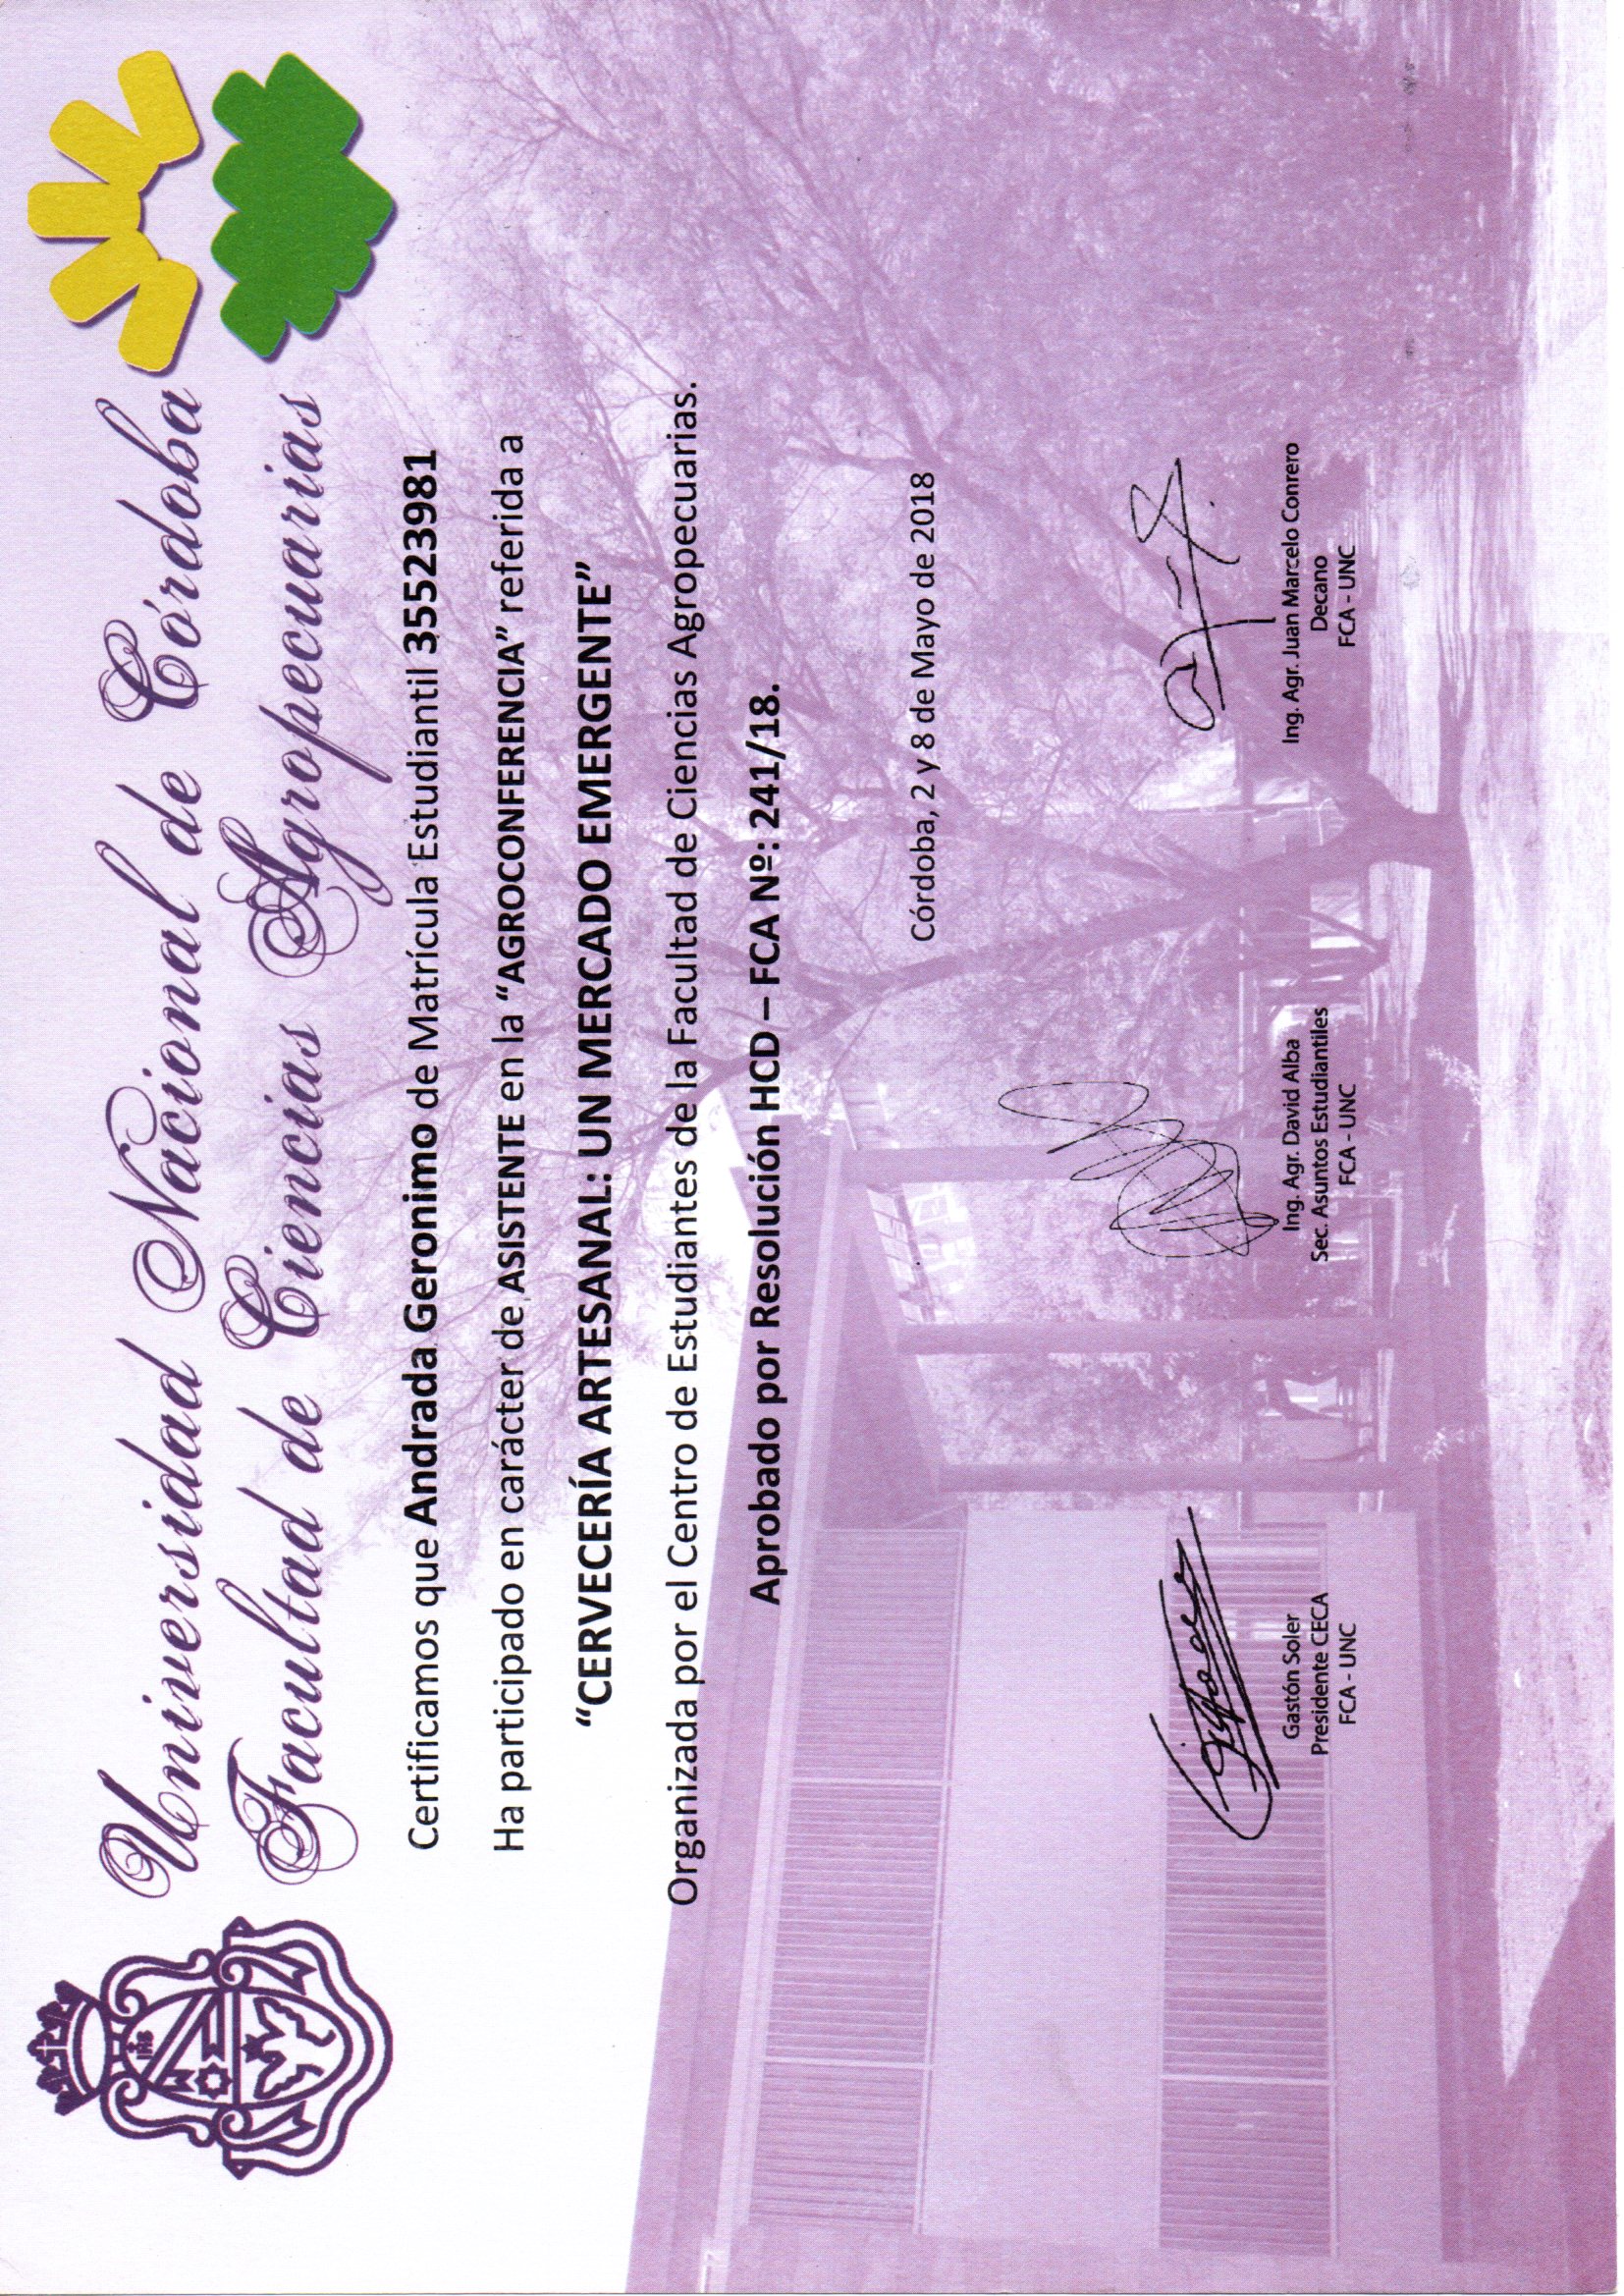 IHS
Universidad Nacional de Córdoba
Facultad de Ciencias Agropecuarias
Certificamos que Andrada Geronimo de Matrícula Estudiantil 35523981
Ha participado en carácter de ASISTENTE en la “AGROCONFERENCIA” referida a
“CERVECERÍA ARTESANAL: UN MERCADO EMERGENTE”
Organizada por el Centro de Estudiantes de la Facultad de Ciencias Agropecuarias.
Aprobado por Resolución HCD – FCA Nº: 241/18.
Córdoba, 2 y 8 de Mayo de 2018
Gastón Soler
Presidente CECA
FCA - UNC
Ing. Agr. David Alba
Sec. Asuntos Estudiantiles
FCA - UNC
Ing. Agr. Juan Marcelo Conrero
Decano
FCA - UNC